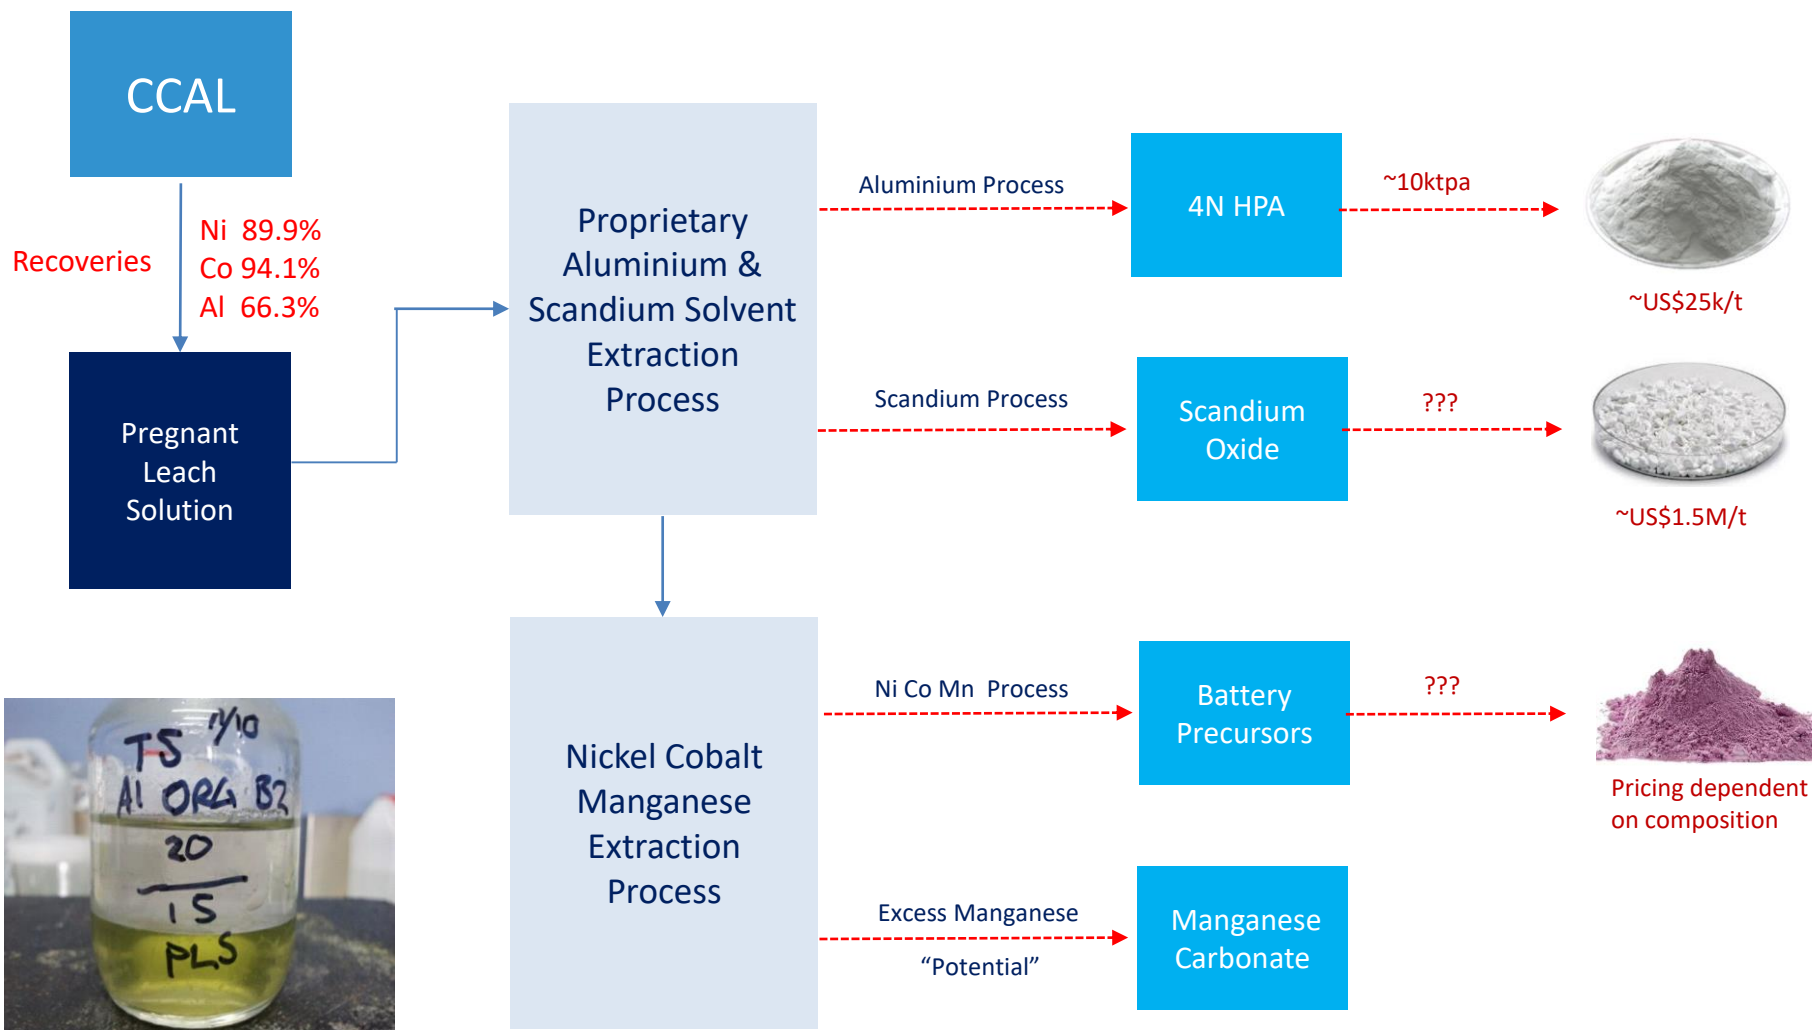 CCAL
Recoveries
Ni 89.9%
Co 94.1%
Al 66.3%
Pregnant
Leach
Solution
Proprietary
Aluminium &
Scandium Solvent
Extraction
Process
Aluminium Process
4N HPA
~10ktpa
~US$25k/t
Scandium Process
Scandium
Oxide
???
~US$1.5M/t
Nickel Cobalt
Manganese
Extraction
Process
Ni Co Mn Process
Battery
Precursors
???
Pricing dependent
on composition
Excess Manganese
“Potential”
Manganese
Carbonate
T5 11/10
Al ORG B2
20
15
PLS